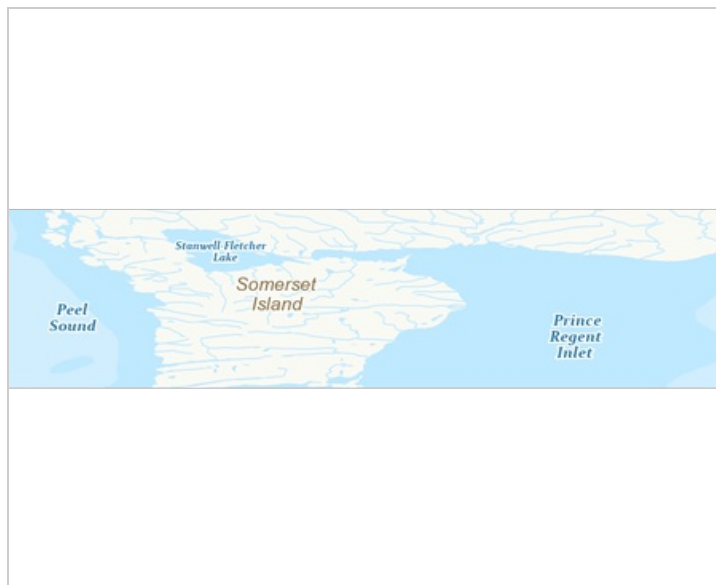 Stanwell-Fletcher
Lake
Somerset
Island
Peel
Sound
Prince
Regent
Inlet